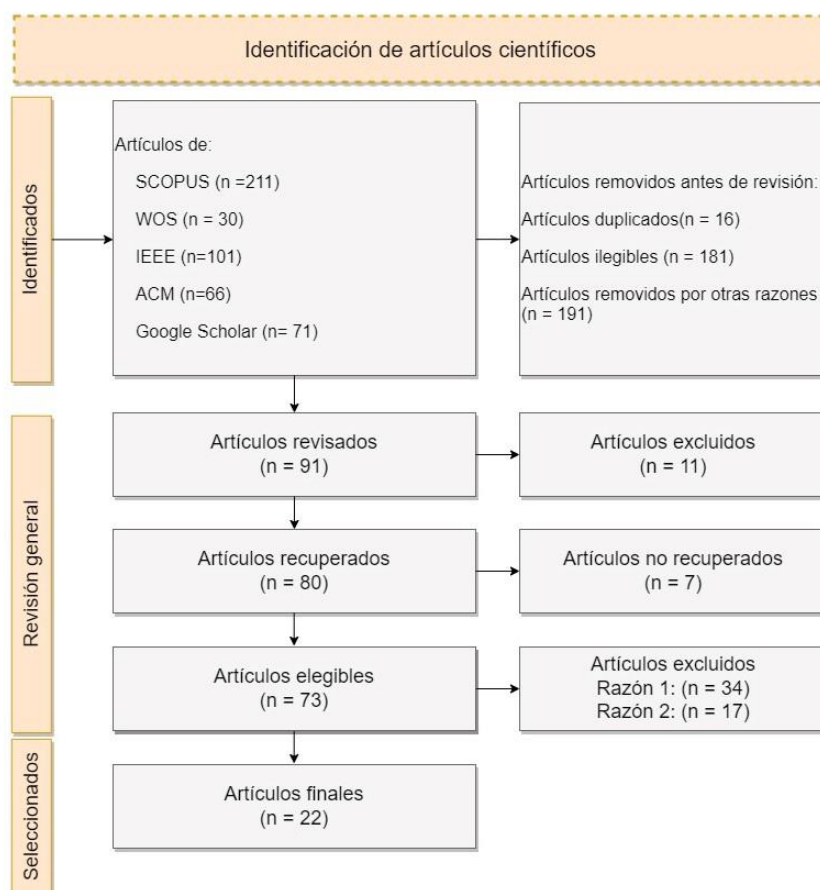 Identificación de artículos científicos
Identificados
Artículos de:
SCOPUS (n =211)
WOS (n = 30)
IEEE (n=101)
ACM (n=66)
Google Scholar (n= 71)
Artículos removidos antes de revisión:
Artículos duplicados(n = 16)
Artículos ilegibles (n = 181)
Artículos removidos por otras razones
(n = 191)
Revisión general
Artículos revisados
(n = 91)
Artículos excluidos
(n = 11)
Artículos recuperados
(n = 80)
Artículos no recuperados
(n = 7)
Artículos elegibles
(n = 73)
Artículos excluidos
Razón 1: (n = 34)
Razón 2: (n = 17)
Seleccionados
Artículos finales
(n = 22)